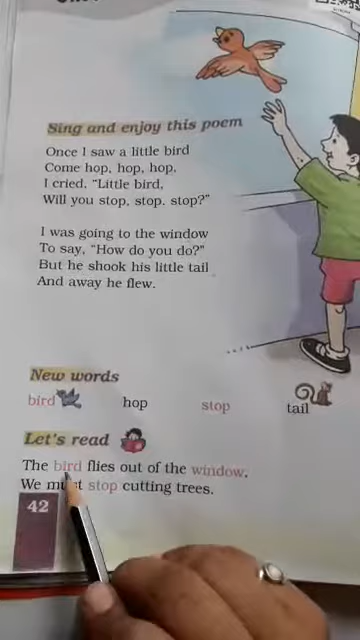 Sing and enjoy this poem
Once I saw a little bird
Come hop, hop, hop,
I cried, "Little bird,
Will you stop, stop. stop?"
I was going to the window
To say, "How do you do?"
But he shook his little tail
And away he flew.
New words
bird hop stop tail
Let's read
The bird flies out of the window.
We must stop cutting trees.
42